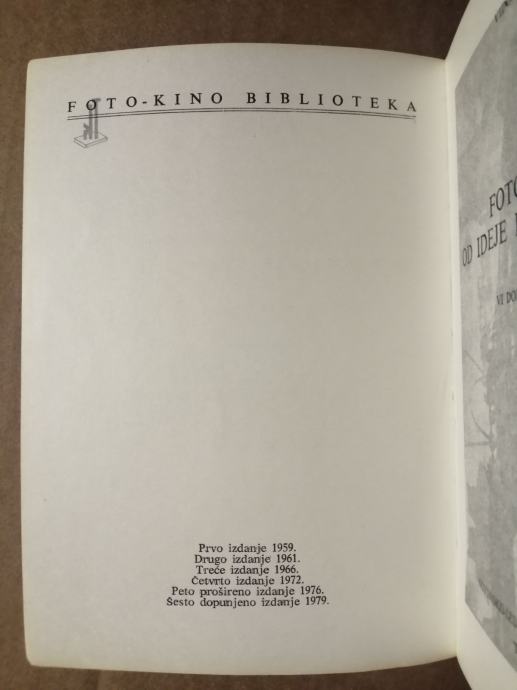 FOTO-KINO BIBLIOTEKA
Prvo izdanje 1959.
Drugo izdanje 1961.
Treće izdanje 1966.
Četvrto izdanje 1972.
Peto prošireno izdanje 1976.
Šesto dopunjeno izdanje 1979.
OD IDEJE
VI